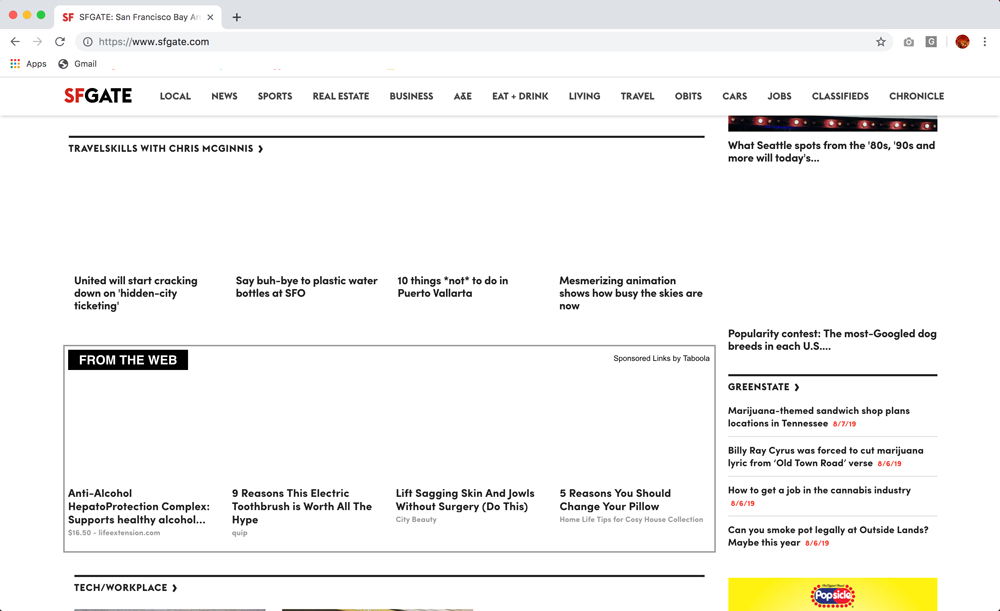 SF SFGATE: San Francisco Bay Are
https://www.sfgate.com
Apps Gmail
SFGATE LOCAL NEWS SPORTS REAL ESTATE BUSINESS A&E EAT + DRINK LIVING TRAVEL OBITS CARS JOBS CLASSIFIEDS CHRONICLE
TRAVELSKILLS WITH CHRIS MCGINNIS
United will start cracking
down on 'hidden-city
ticketing'
Say buh-bye to plastic water
bottles at SFO
10 things *not* to do in
Puerto Vallarta
Mesmerizing animation
shows how busy the skies are
now
FROM THE WEB
Sponsored Links by Taboola
Anti-Alcohol
HepatoProtection Complex:
Supports healthy alcohol...
$16.50 - lifeextension.com
9 Reasons This Electric
Toothbrush is Worth All The
Hype
quip
Lift Sagging Skin And Jowls
Without Surgery (Do This)
City Beauty
5 Reasons You Should
Change Your Pillow
Home Life Tips for Cosy House Collection
TECH/WORKPLACE
What Seattle spots from the '80s, '90s and
more will today's...
Popularity contest: The most-Googled dog
breeds in each U.S....
GREENSTATE
Marijuana-themed sandwich shop plans
locations in Tennessee 8/7/19
Billy Ray Cyrus was forced to cut marijuana
lyric from ‘Old Town Road’ verse 8/6/19
How to get a job in the cannabis industry
8/6/19
Can you smoke pot legally at Outside Lands?
Maybe this year 8/6/19
Popsicle